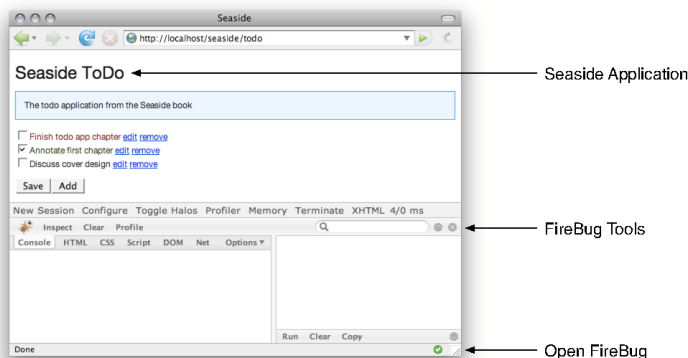 Seaside
http://localhost/seaside/todo
Seaside ToDo
Seaside Application
The todo application from the Seaside book
Finish todo app chapter edit remove
Annotate first chapter edit remove
Discuss cover design edit remove
Save Add
New Session Configure Toggle Halos Profiler Memory Terminate XHTML 4/0 ms
Inspect Clear Profile
FireBug Tools
Console HTML CSS Script DOM Net Options
Run Clear Copy
Done
Open FireBug